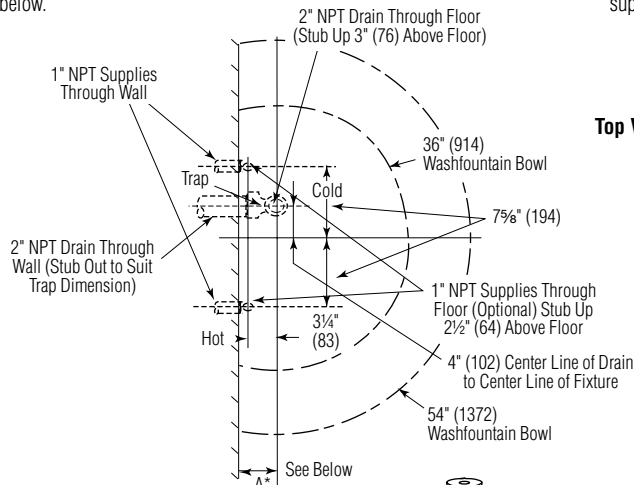 below.
sup
2" NPT Drain Through Floor
(Stub Up 3" (76) Above Floor)
1" NPT Supplies
Through Wall
Top V
36" (914)
Washfountain Bowl
Trap
Cold
7⅝" (194)
2" NPT Drain Through
Wall (Stub Out to Suit
Trap Dimension)
1" NPT Supplies Through
Floor (Optional) Stub Up
2½" (64) Above Floor
3¼"
(83)
Hot
4" (102) Center Line of Drain
to Center Line of Fixture
54" (1372)
Washfountain Bowl
See Below
A*